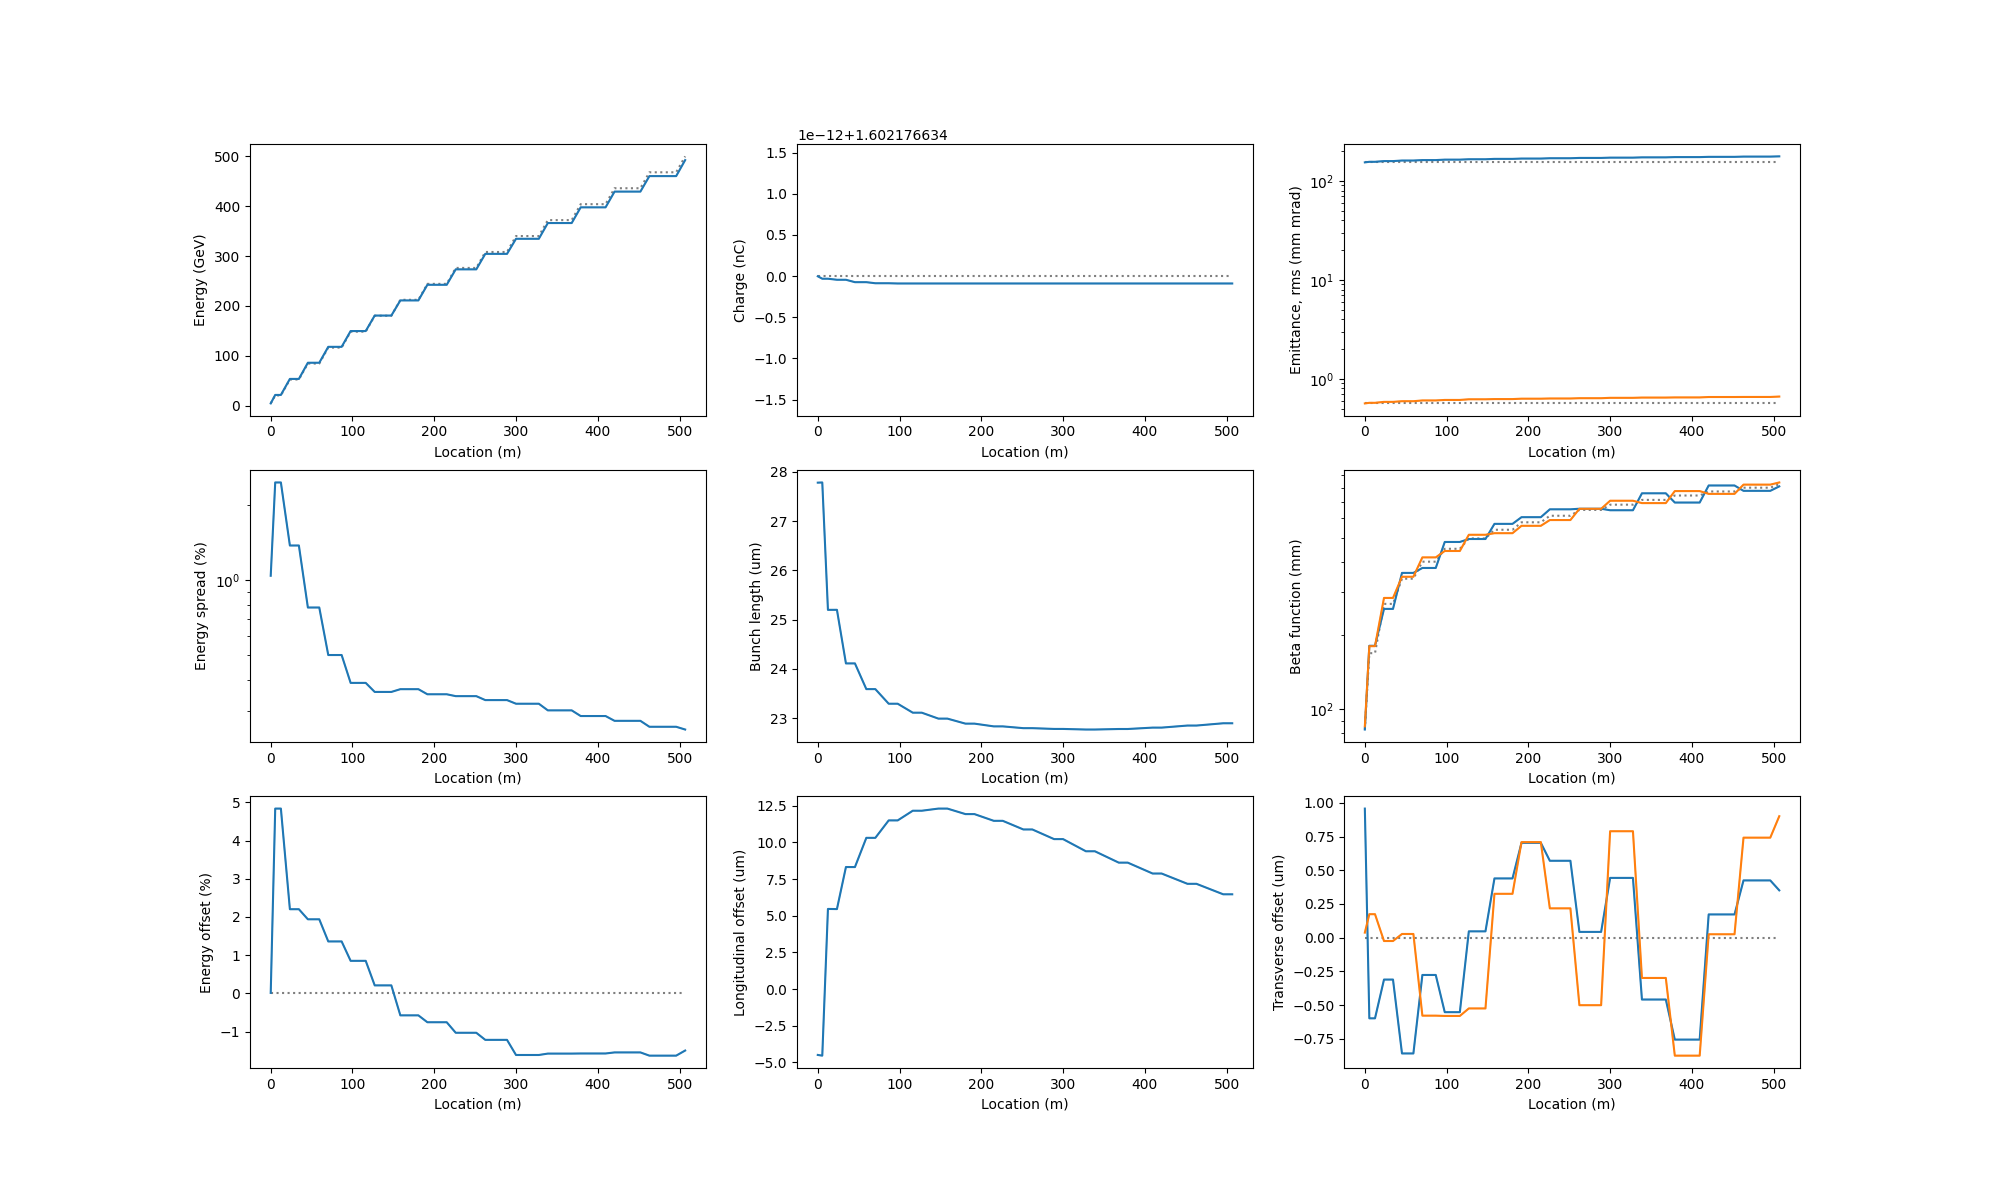 500
400
300
200
100
0
Energy (GeV)
0 100 200 300 400 500
Location (m)
1e−12+1.602176634
1.5
1.0
0.5
0.0
−0.5
−1.0
−1.5
Charge (nC)
0 100 200 300 400 500
Location (m)
10²
10¹
10⁰
Emittance, rms (mm mrad)
0 100 200 300 400 500
Location (m)
10⁰
Energy spread (%)
0 100 200 300 400 500
Location (m)
28
27
26
25
24
23
Bunch length (um)
0 100 200 300 400 500
Location (m)
10²
Beta function (mm)
0 100 200 300 400 500
Location (m)
5
4
3
2
1
0
−1
Energy offset (%)
0 100 200 300 400 500
Location (m)
12.5
10.0
7.5
5.0
2.5
0.0
−2.5
−5.0
Longitudinal offset (um)
0 100 200 300 400 500
Location (m)
1.00
0.75
0.50
0.25
0.00
−0.25
−0.50
−0.75
Transverse offset (um)
0 100 200 300 400 500
Location (m)